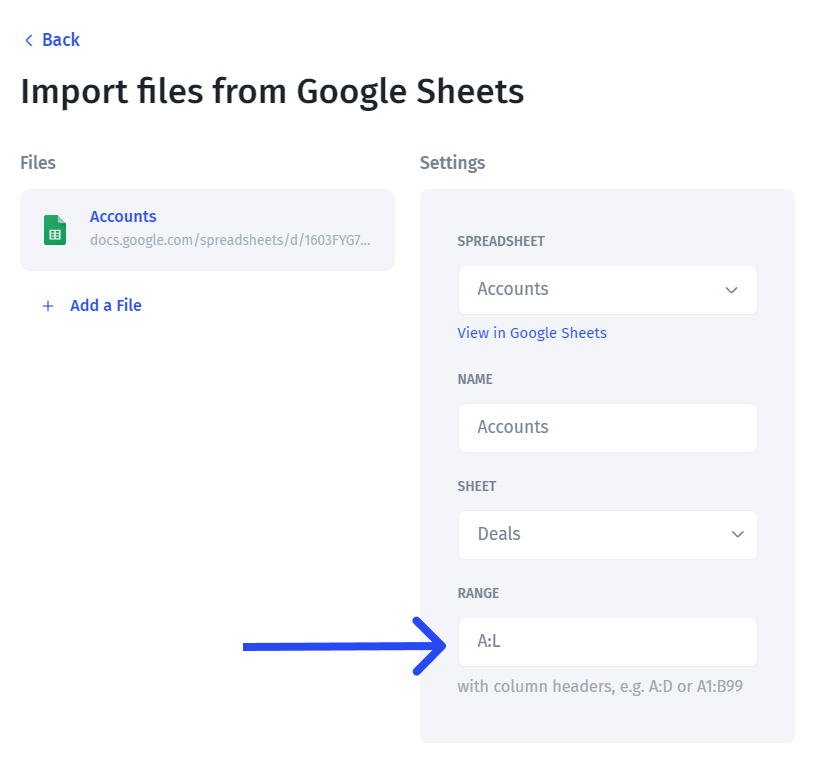 Back
Import files from Google Sheets
Files
Accounts
docs.google.com/spreadsheets/d/1603FYG7...
Add a File
Settings
SPREADSHEET
Accounts
View in Google Sheets
NAME
Accounts
SHEET
Deals
RANGE
A:L
with column headers, e.g. A:D or A1:B99